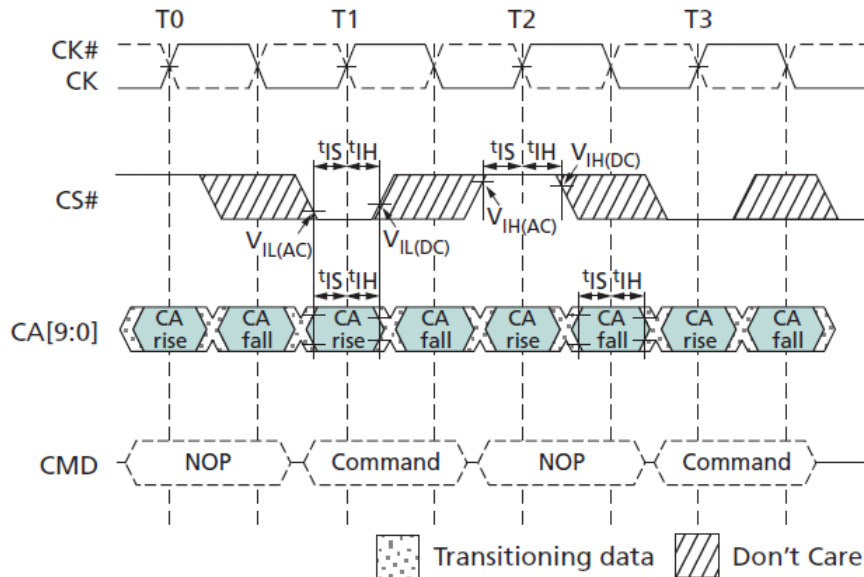 T0 T1 T2 T3
CK#
CK
tIS tIH tIS tIH VIH(DC)
CS#
VIL(AC) VIL(DC) VIH(AC)
tIS tIH tIS tIH
CA[9:0] CA rise CA fall CA rise CA fall CA rise CA fall CA rise CA fall
CMD NOP Command NOP Command
Transitioning data Don't Care